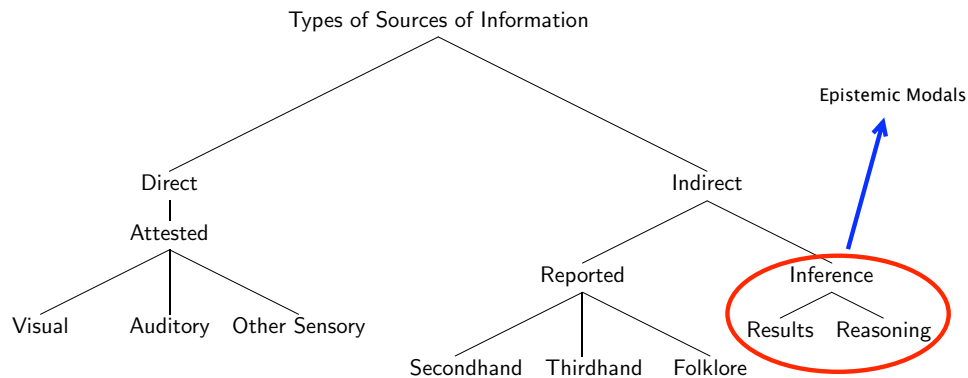 Types of Sources of Information
Epistemic Modals
Direct
Indirect
Attested
Reported
Inference
Visual
Auditory
Other Sensory
Results
Reasoning
Secondhand
Thirdhand
Folklore